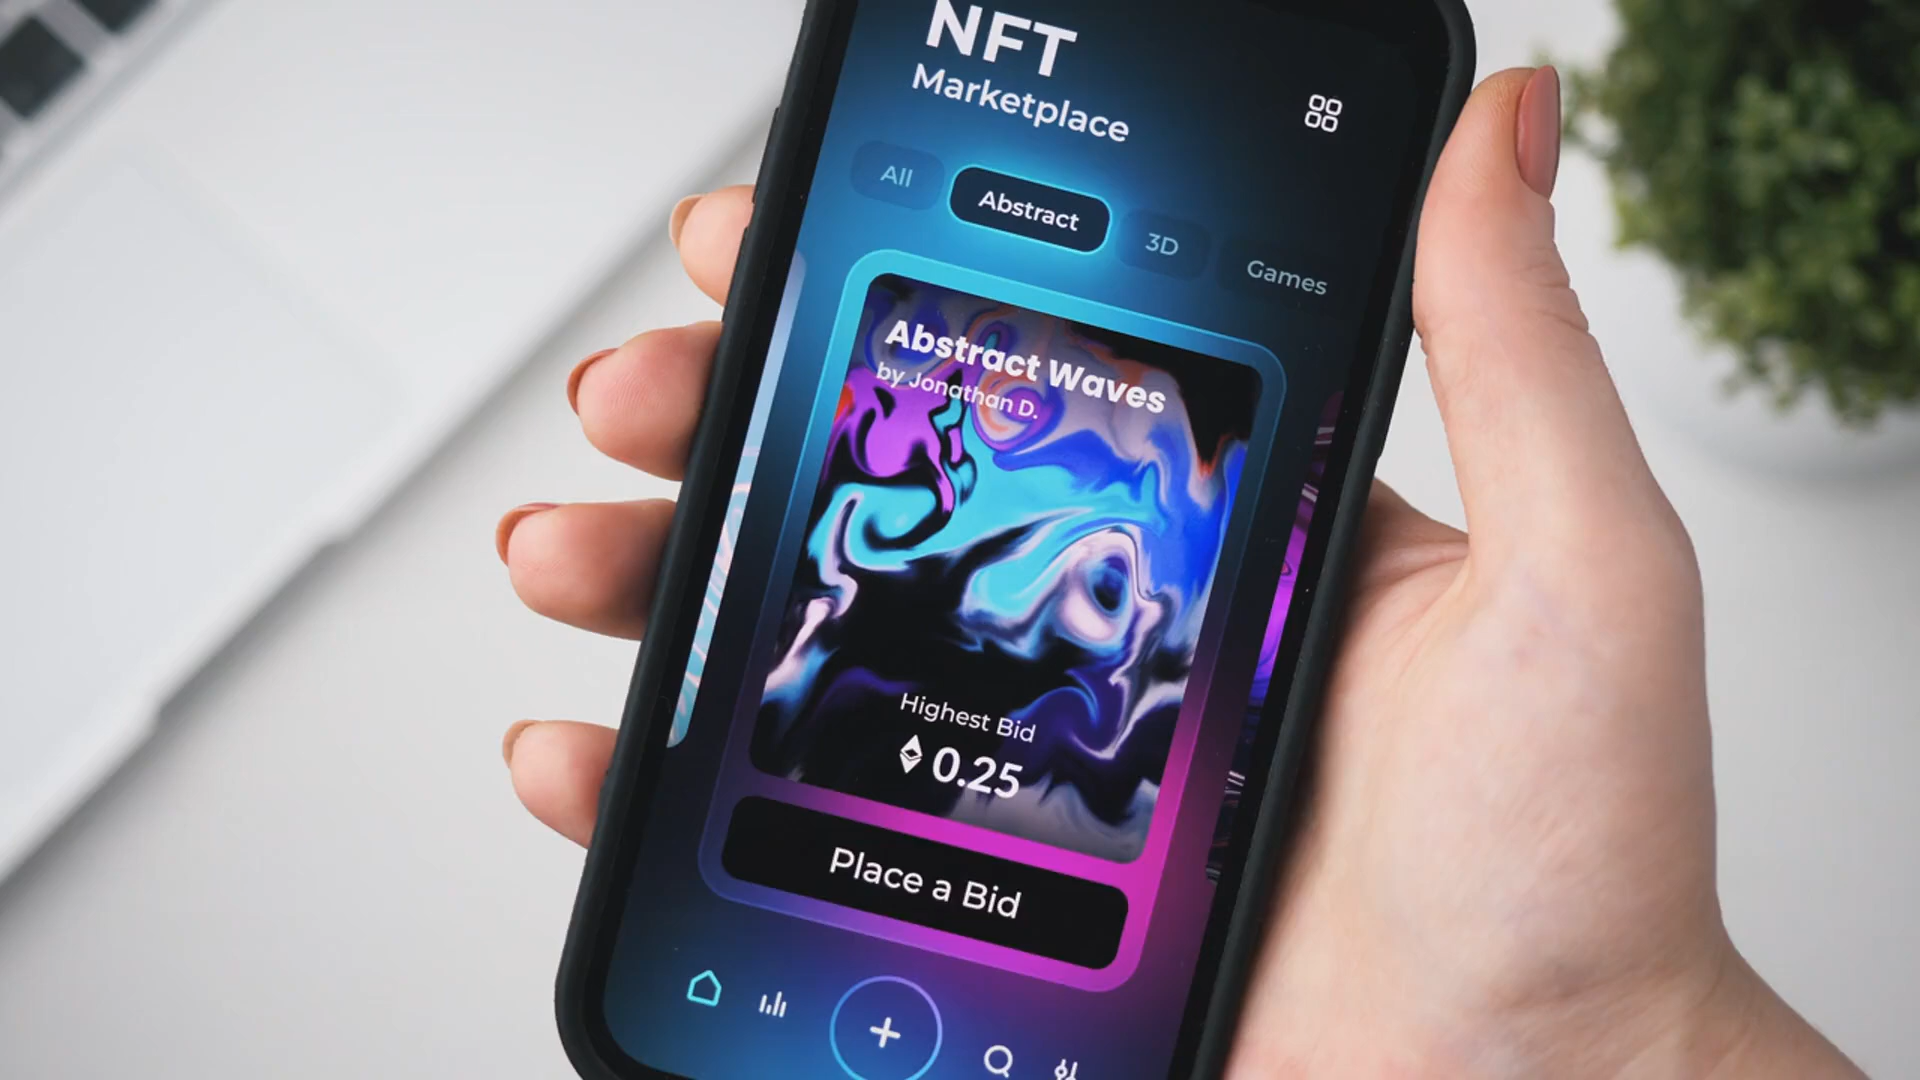 NFT
Marketplace
All
Abstract
3D
Games
Abstract Waves
by Jonathan D.
Highest Bid
0.25
Place a Bid